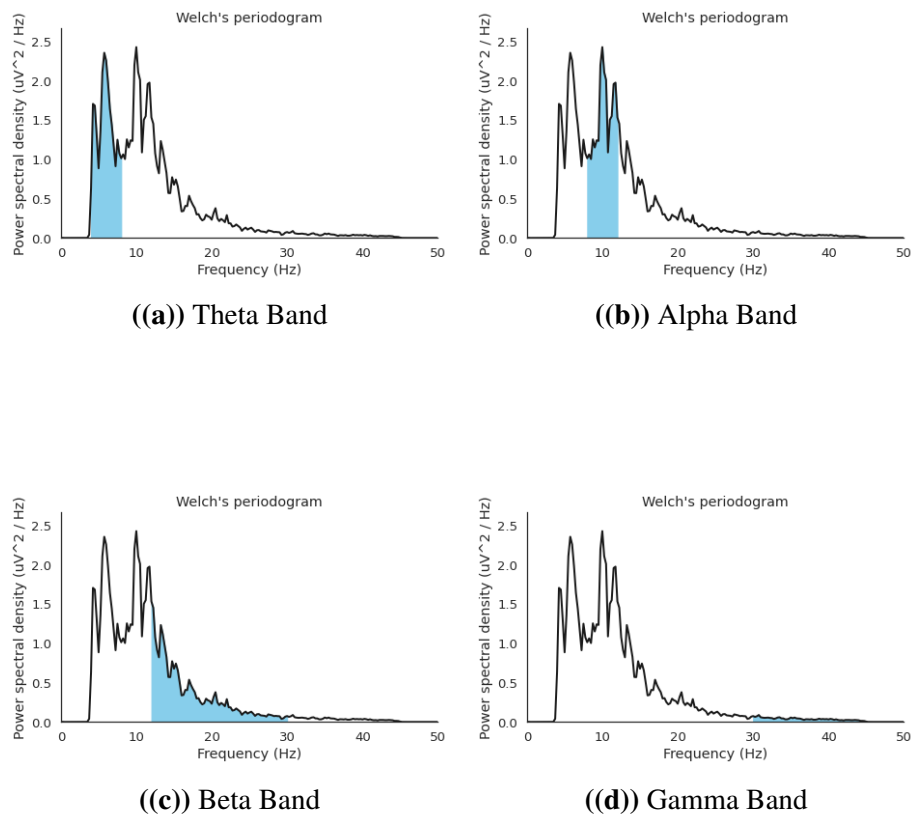 Welch's periodogram
Power spectral density (uV^2 / Hz)
2.5
2.0
1.5
1.0
0.5
0.0
0 10 20 30 40 50
Frequency (Hz)
((a)) Theta Band
Welch's periodogram
Power spectral density (uV^2 / Hz)
2.5
2.0
1.5
1.0
0.5
0.0
0 10 20 30 40 50
Frequency (Hz)
((b)) Alpha Band
Welch's periodogram
Power spectral density (uV^2 / Hz)
2.5
2.0
1.5
1.0
0.5
0.0
0 10 20 30 40 50
Frequency (Hz)
((c)) Beta Band
Welch's periodogram
Power spectral density (uV^2 / Hz)
2.5
2.0
1.5
1.0
0.5
0.0
0 10 20 30 40 50
Frequency (Hz)
((d)) Gamma Band